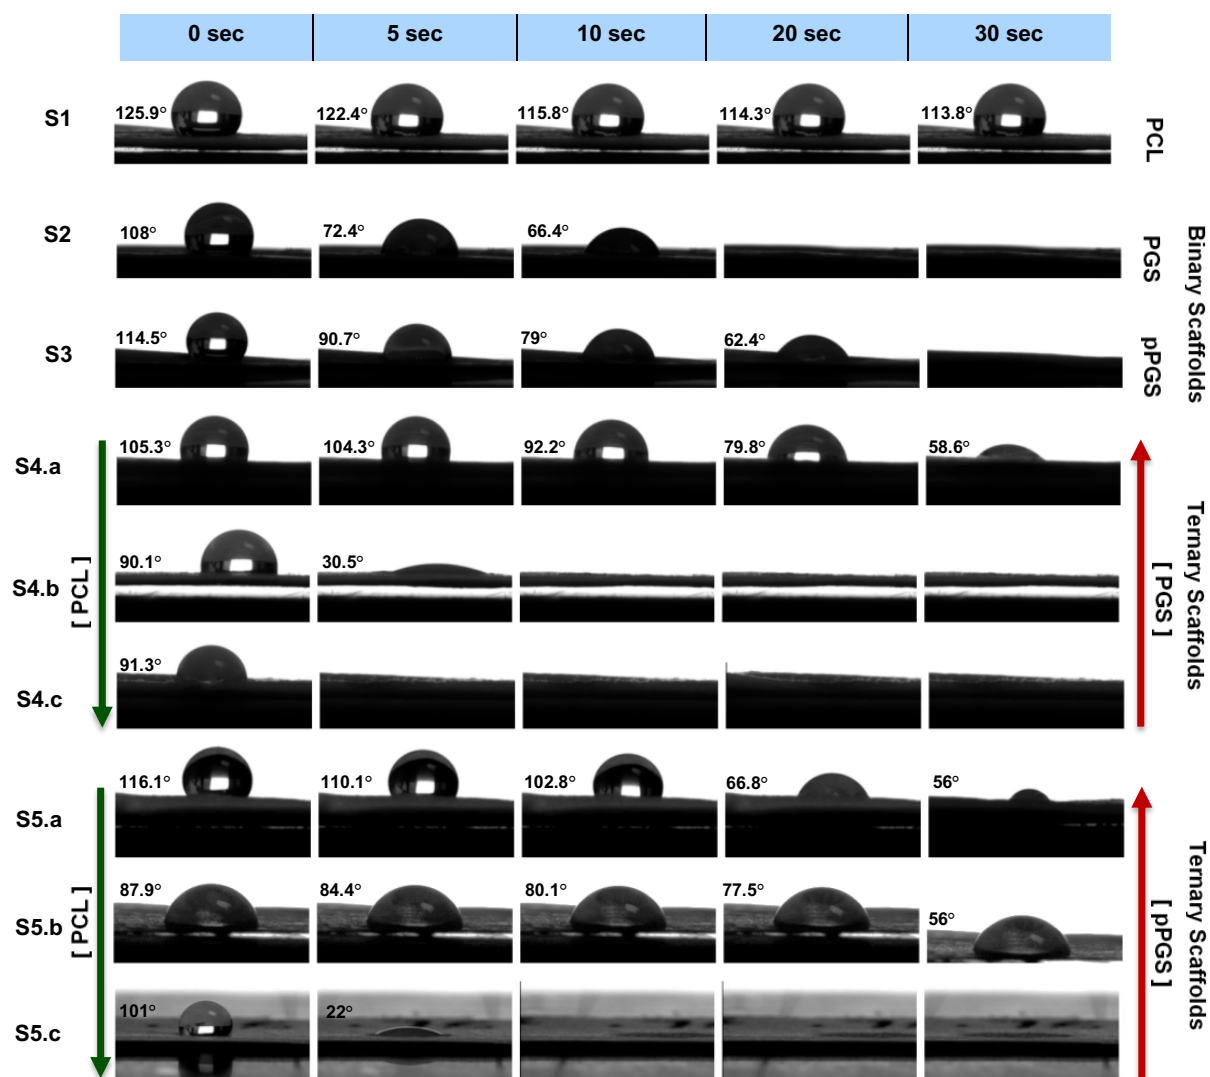 0 sec 5 sec 10 sec 20 sec 30 sec
S1 125.9° 122.4° 115.8° 114.3° 113.8° PCL
S2 108° 72.4° 66.4° PGS
S3 114.5° 90.7° 79° 62.4° pPGS
Binary Scaffolds
S4.a 105.3° 104.3° 92.2° 79.8° 58.6°
S4.b 90.1° 30.5°
S4.c 91.3°
[ PCL ]
Ternary Scaffolds
[ PGS ]
S5.a 116.1° 110.1° 102.8° 66.8° 56°
S5.b 87.9° 84.4° 80.1° 77.5° 56°
S5.c 101° 22°
[ PCL ]
Ternary Scaffolds
[ pPGS ]